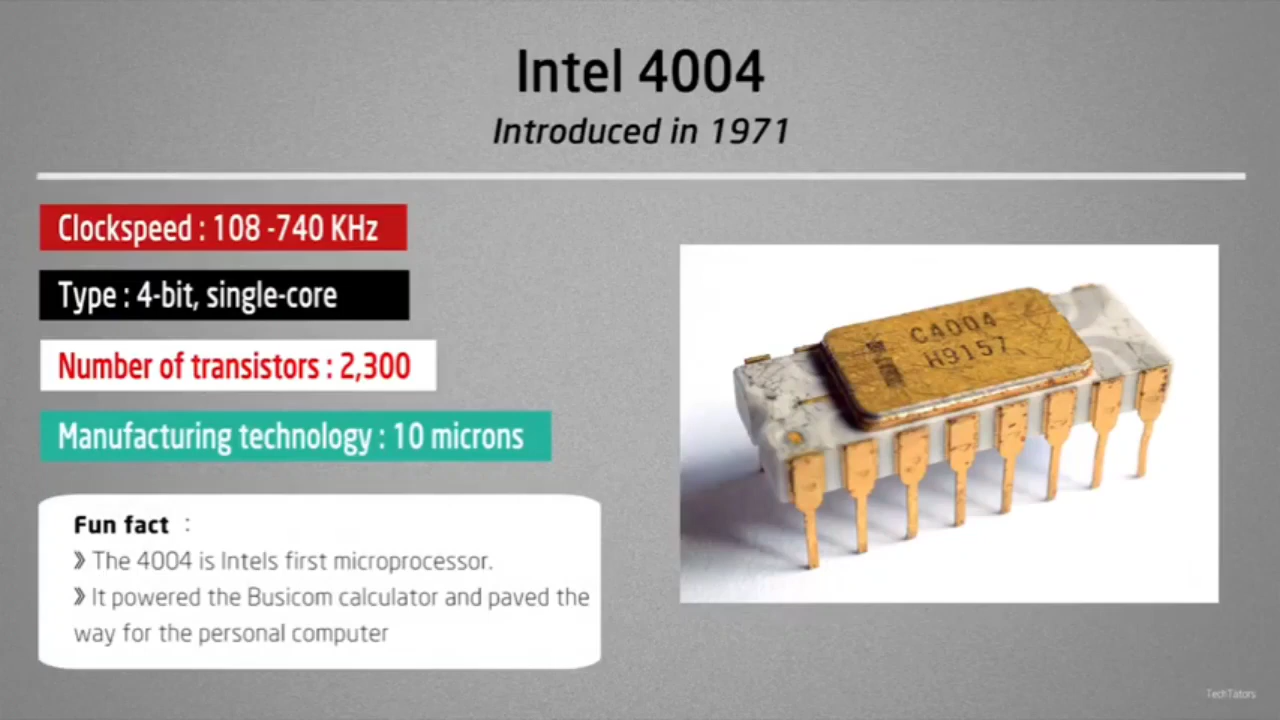 Intel 4004
Introduced in 1971
Clockspeed : 108 -740 KHz
Type : 4-bit, single-core
Number of transistors : 2,300
Manufacturing technology : 10 microns
Fun fact :
» The 4004 is Intels first microprocessor.
» It powered the Busicom calculator and paved the
way for the personal computer
C4004
H9157
TechTators